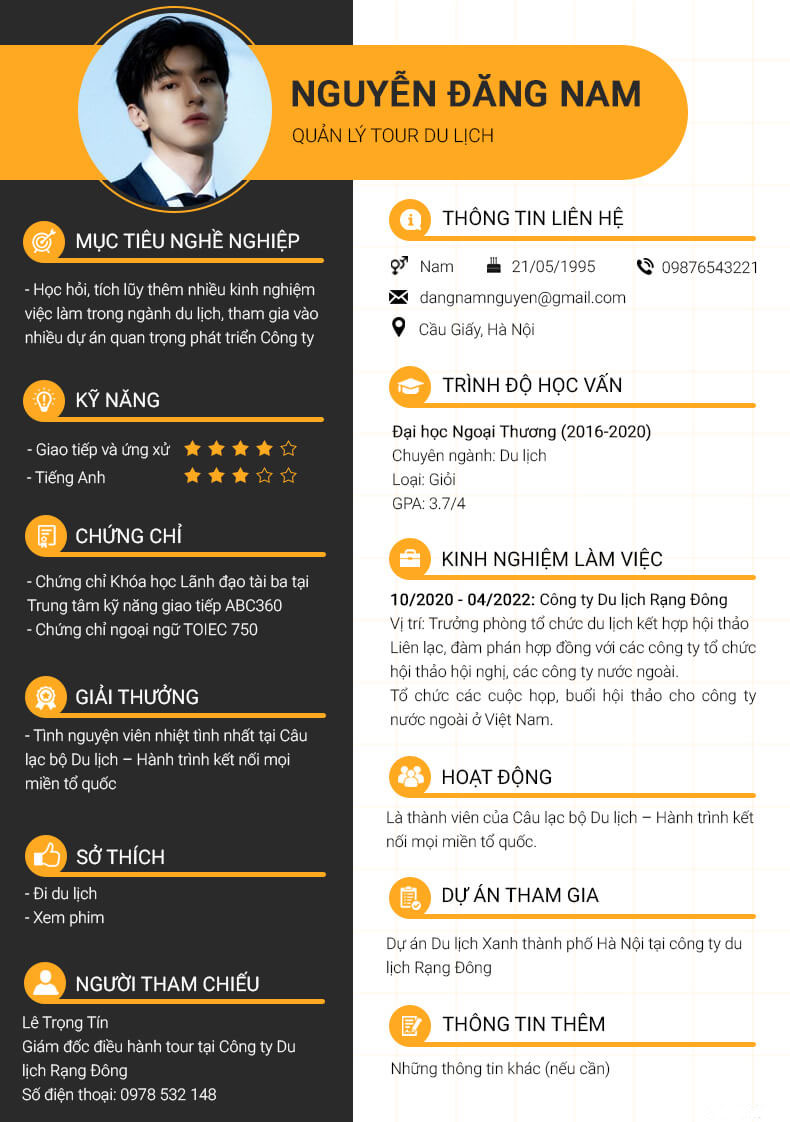 NGUYỄN ĐĂNG NAM
QUẢN LÝ TOUR DU LỊCH
MỤC TIÊU NGHỀ NGHIỆP
- Học hỏi, tích lũy thêm nhiều kinh nghiệm
việc làm trong ngành du lịch, tham gia vào
nhiều dự án quan trọng phát triển Công ty
KỸ NĂNG
- Giao tiếp và ứng xử
- Tiếng Anh
CHỨNG CHỈ
- Chứng chỉ Khóa học Lãnh đạo tài ba tại
Trung tâm kỹ năng giao tiếp ABC360
- Chứng chỉ ngoại ngữ TOIEC 750
GIẢI THƯỞNG
- Tình nguyện viên nhiệt tình nhất tại Câu
lạc bộ Du lịch – Hành trình kết nối mọi
miền tổ quốc
SỞ THÍCH
- Đi du lịch
- Xem phim
NGƯỜI THAM CHIẾU
Lê Trọng Tín
Giám đốc điều hành tour tại Công ty Du
lịch Rạng Đông
Số điện thoại: 0978 532 148
THÔNG TIN LIÊN HỆ
Nam 21/05/1995 09876543221
dangnamnguyen@gmail.com
Cầu Giấy, Hà Nội
TRÌNH ĐỘ HỌC VẤN
Đại học Ngoại Thương (2016-2020)
Chuyên ngành: Du lịch
Loại: Giỏi
GPA: 3.7/4
KINH NGHIỆM LÀM VIỆC
10/2020 - 04/2022: Công ty Du lịch Rạng Đông
Vị trí: Trưởng phòng tổ chức du lịch kết hợp hội thảo
Liên lạc, đàm phán hợp đồng với các công ty tổ chức
hội thảo hội nghị, các công ty nước ngoài.
Tổ chức các cuộc họp, buổi hội thảo cho công ty
nước ngoài ở Việt Nam.
HOẠT ĐỘNG
Là thành viên của Câu lạc bộ Du lịch – Hành trình kết
nối mọi miền tổ quốc.
DỰ ÁN THAM GIA
Dự án Du lịch Xanh thành phố Hà Nội tại công ty du
lịch Rạng Đông
THÔNG TIN THÊM
Những thông tin khác (nếu cần)